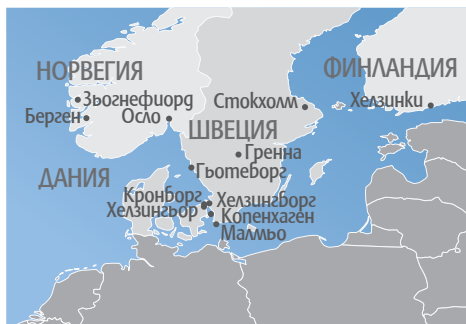 НОРВЕГИЯ
ФИНЛАНДИЯ
Зьогнефиорд
Стокхолм
Хелзинки
Берген
Осло
ШВЕЦИЯ
Гренна
Гьотеборг
ДАНИЯ
Кронборг
Хелзингборг
Хелзингьор
Копенхаген
Малмьо